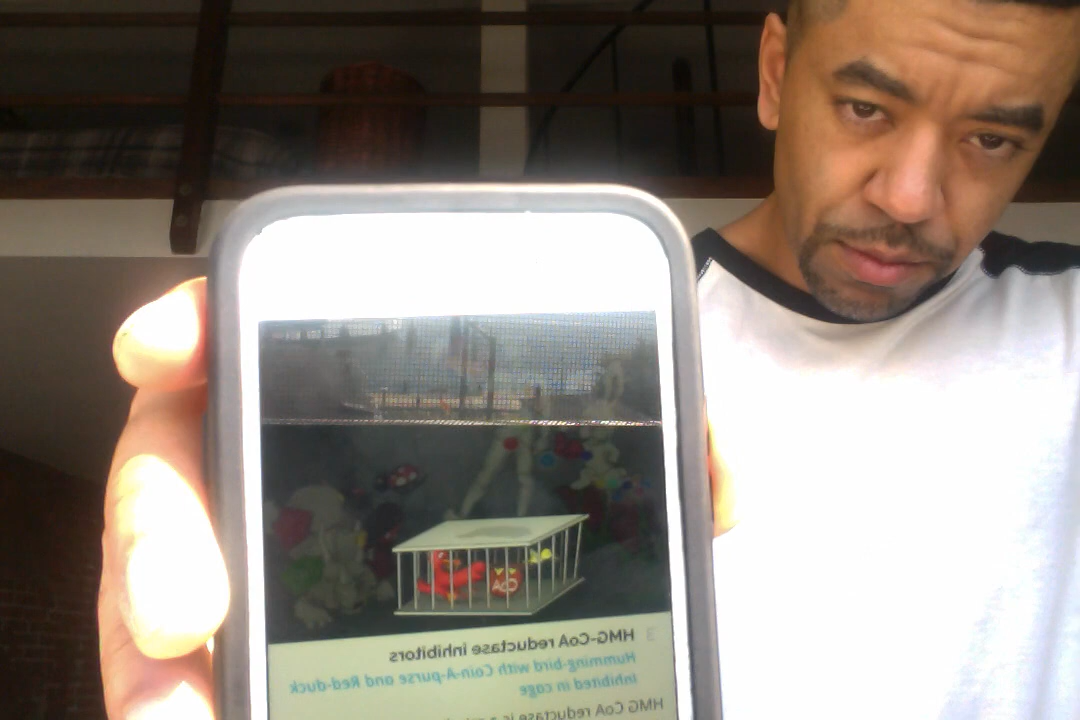 3 HMG-CoA reductase inhibitors
Humming-bird with Coin-A-purse and Red-duck
Inhibited in cage
HMG CoA reductase is a
CoA